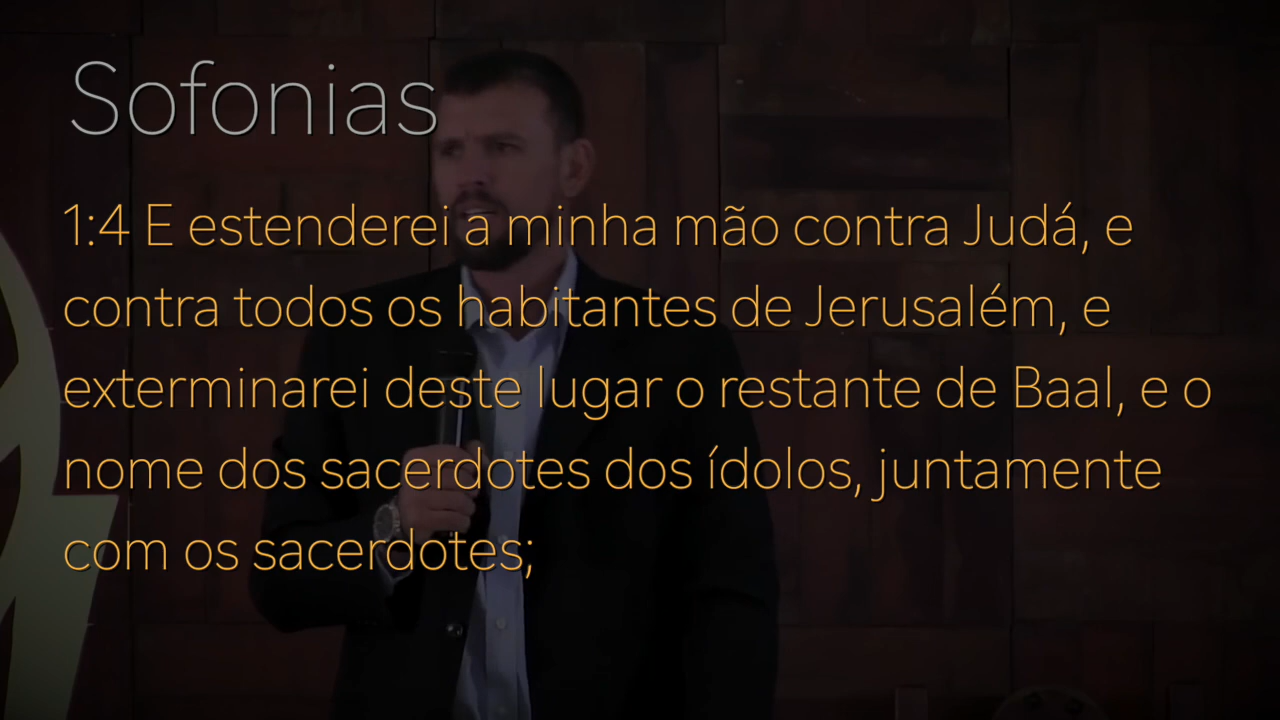 Sofonias
1:4 E estenderei a minha mão contra Judá, e
contra todos os habitantes de Jerusalém, e
exterminarei deste lugar o restante de Baal, e o
nome dos sacerdotes dos ídolos, juntamente
com os sacerdotes;